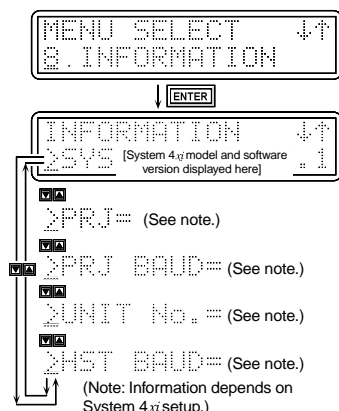 MENU SELECT ↓↑
8.INFORMATION
ENTER
INFORMATION ↓↑
>SYS [System 4xi model and software version displayed here] .1
>PRJ= (See note.)
>PRJ BAUD= (See note.)
>UNIT No.= (See note.)
>HST BAUD= (See note.)
(Note: Information depends on
System 4xi setup.)